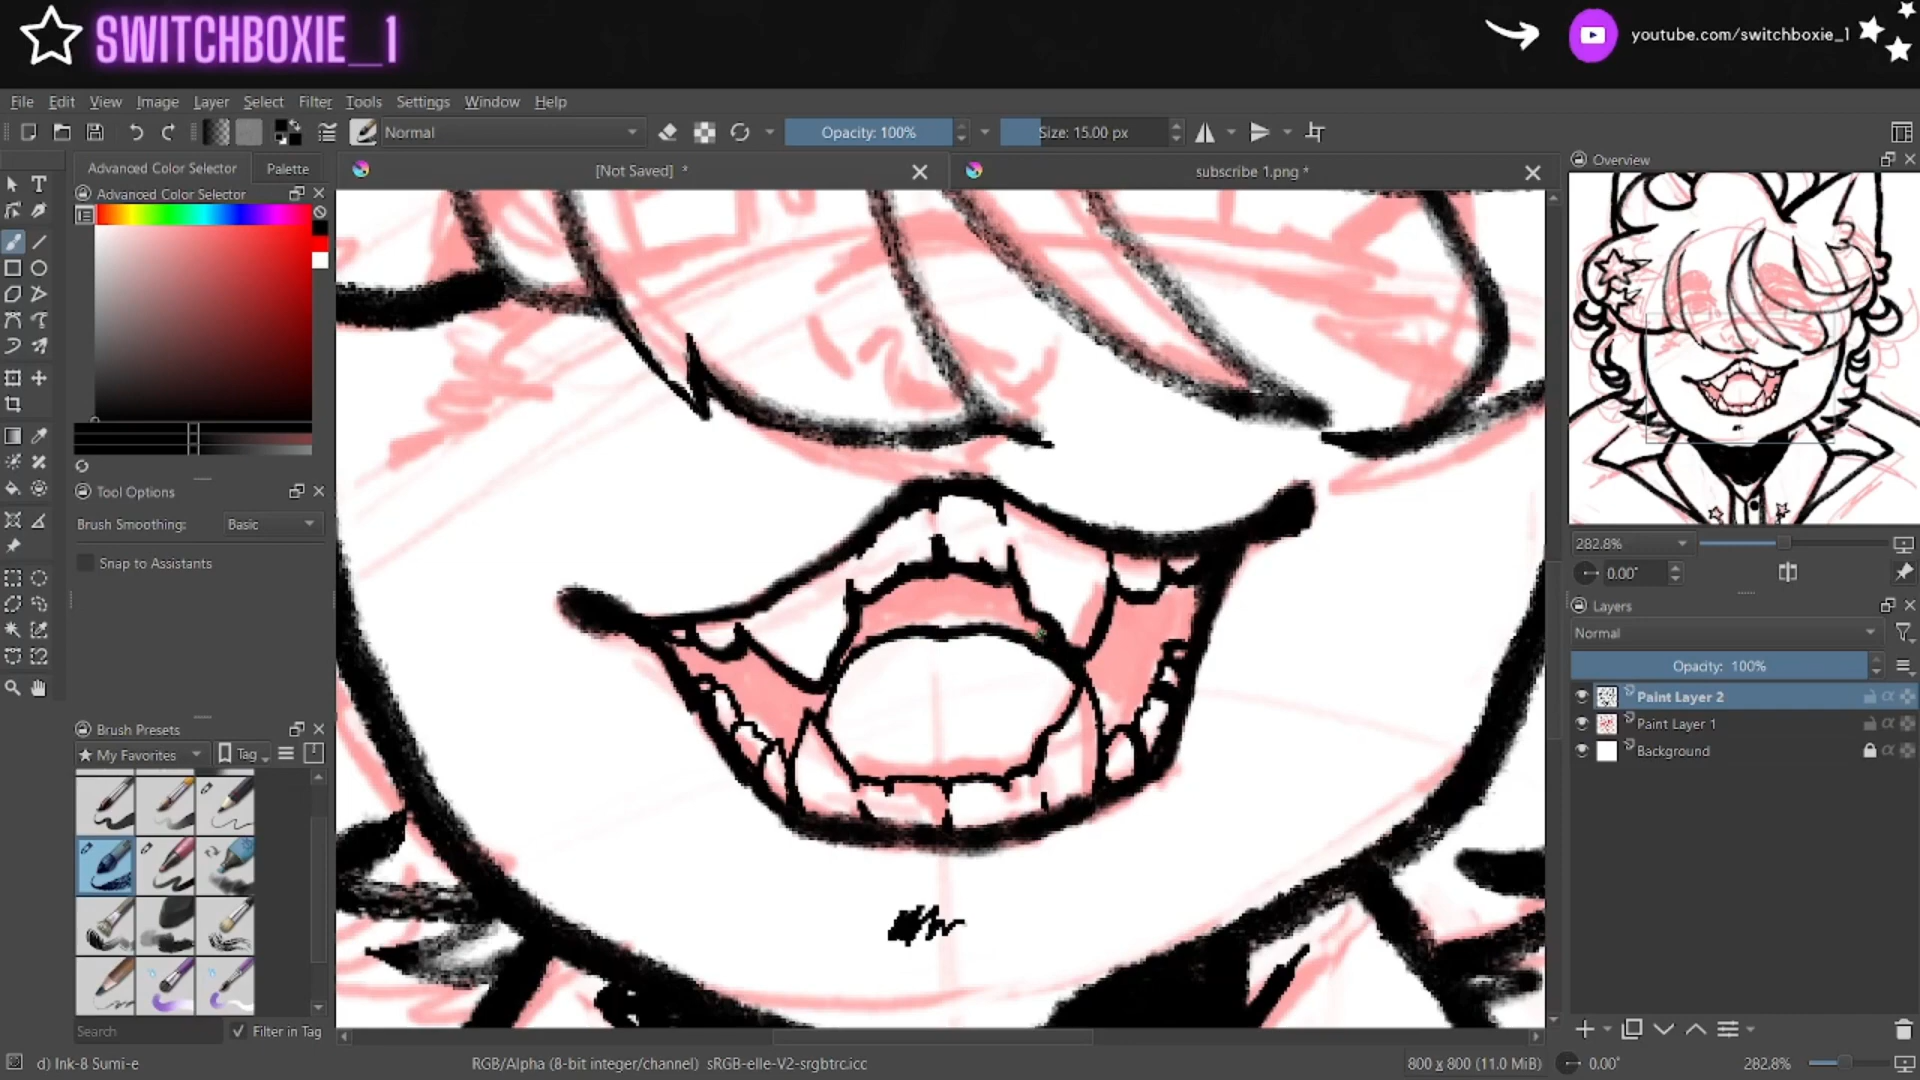 SWITCHBOXIE_1
youtube.com/switchboxie_1
File Edit View Image Layer Select Filter Tools Settings Window Help
Normal
Opacity: 100%
Size: 15.00 px
Advanced Color Selector
Palette
[Not Saved] *
subscribe 1.png *
Overview
Advanced Color Selector
Tool Options
Brush Smoothing:
Basic
Snap to Assistants
282.8%
0.00°
Layers
Normal
Opacity: 100%
Paint Layer 2
Paint Layer 1
Background
Brush Presets
★ My Favorites
Tag
Search
Filter in Tag
d) Ink-8 Sumi-e
RGB/Alpha (8-bit integer/channel) sRGB-elle-V2-srgbtrc.icc
800 x 800 (11.0 MiB)
0.00°
282.8%